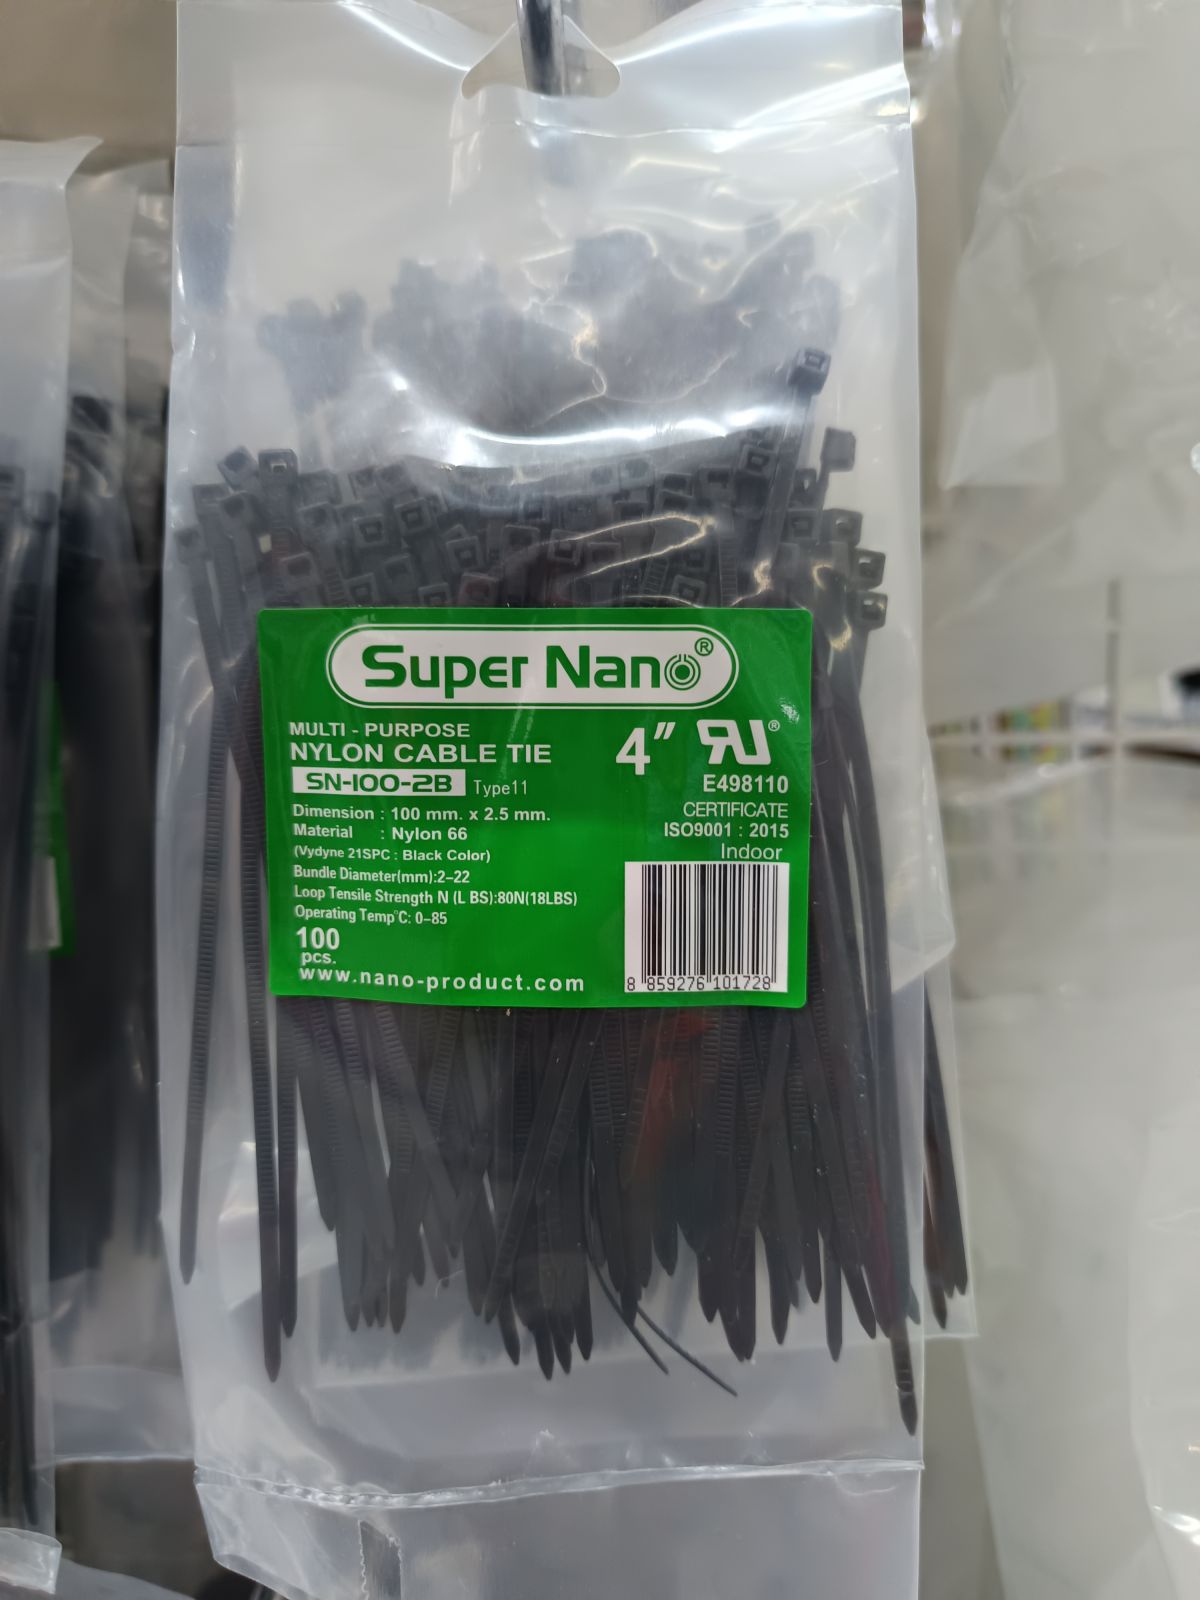 Super Nano®
MULTI - PURPOSE
NYLON CABLE TIE
SN-100-2B Type11
4"
RU®
E498110
CERTIFICATE
ISO9001 : 2015
Indoor
Dimension : 100 mm. x 2.5 mm.
Material : Nylon 66
(Vydyne 21SPC : Black Color)
Bundle Diameter(mm):2-22
Loop Tensile Strength N (L BS):80N(18LBS)
Operating Temp°C: 0-85
100
pcs.
www.nano-product.com
8 859276 101728